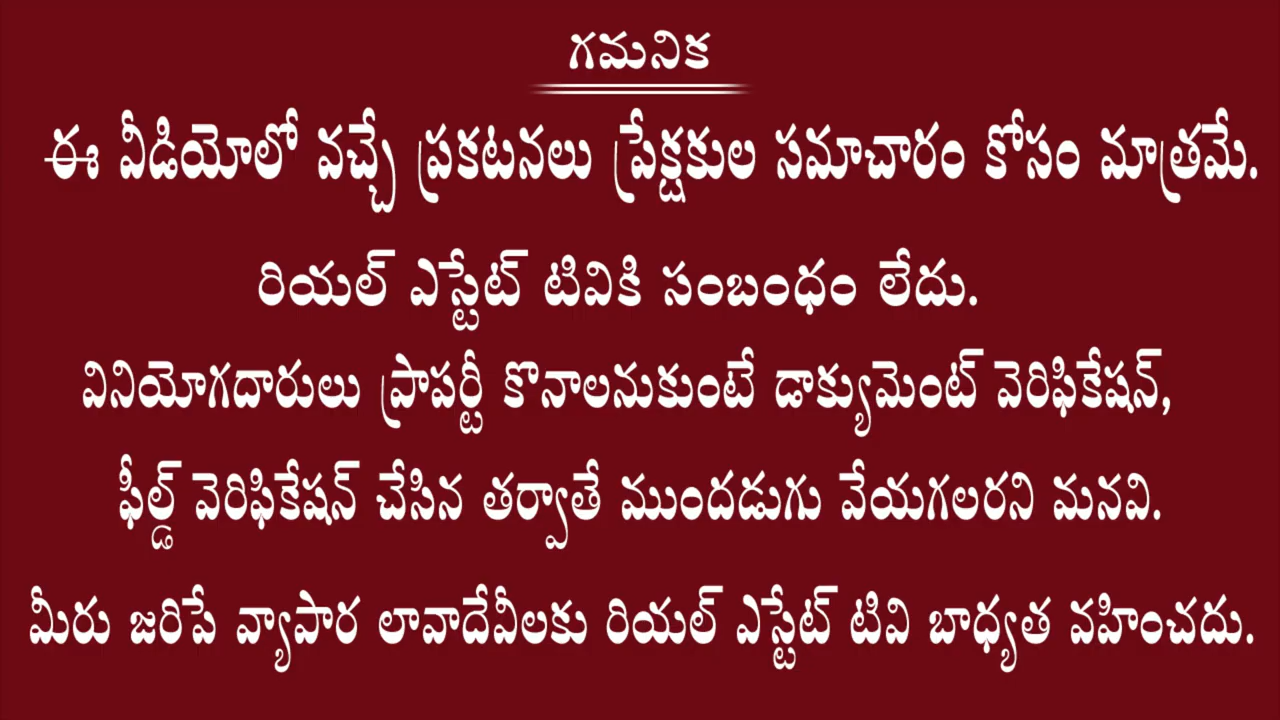 గమనిక
ఈ వీడియోలో వచ్చే ప్రకటనలు ప్రేక్షకుల సమాచారం కోసం మాత్రమే.
రియల్ ఎస్టేట్ టివికి సంబంధం లేదు.
వినియోగదారులు ప్రాపర్టీ కొనాలనుకుంటే డాక్యుమెంట్ వెరిఫికేషన్,
ఫీల్డ్ వెరిఫికేషన్ చేసిన తర్వాతే ముందడుగు వేయగలరని మనవి.
మీరు జరిపే వ్యాపార లావాదేవీలకు రియల్ ఎస్టేట్ టివి బాధ్యత వహించదు.